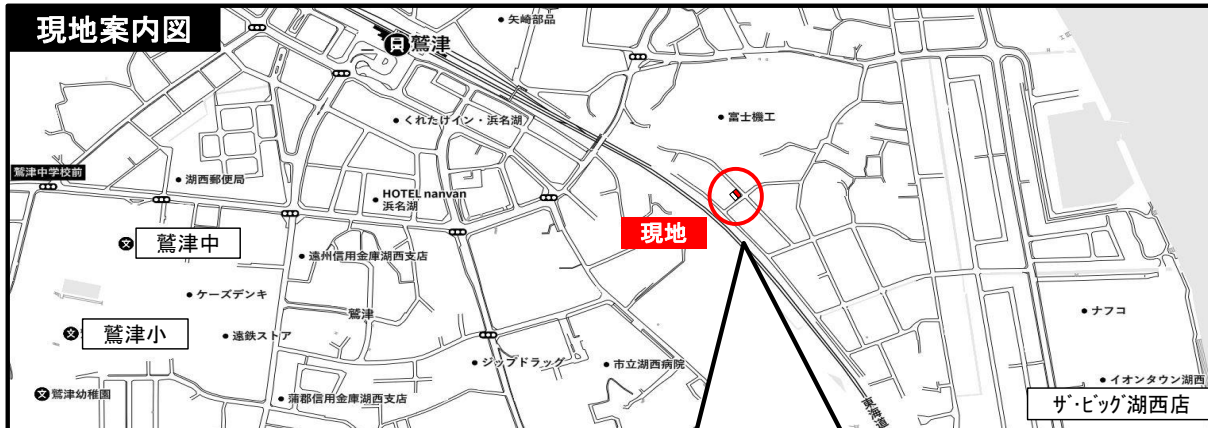 現地案内図
矢崎部品
鷲津
くれたけイン・浜名湖
富士機工
鷲津中学校前
湖西郵便局
HOTEL nanvan
浜名湖
現地
鷲津中
遠州信用金庫湖西支店
ケーズデンキ
鷲津
ナフコ
鷲津小
遠鉄ストア
ジップドラッグ
市立湖西病院
イオンタウン湖西
鷲津幼稚園
蒲郡信用金庫湖西支店
東海道
ザ・ビッグ湖西店